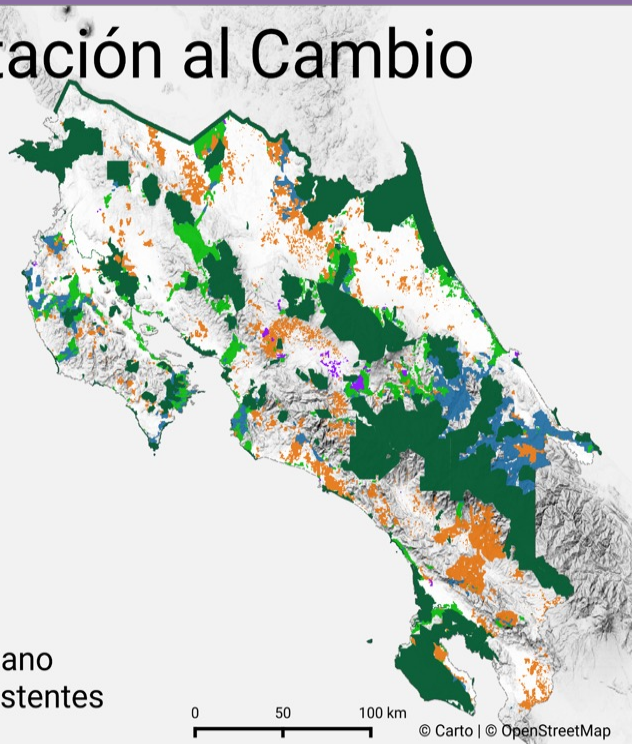 tación al Cambio
ano
stentes
0 50 100 km
© Carto | © OpenStreetMap